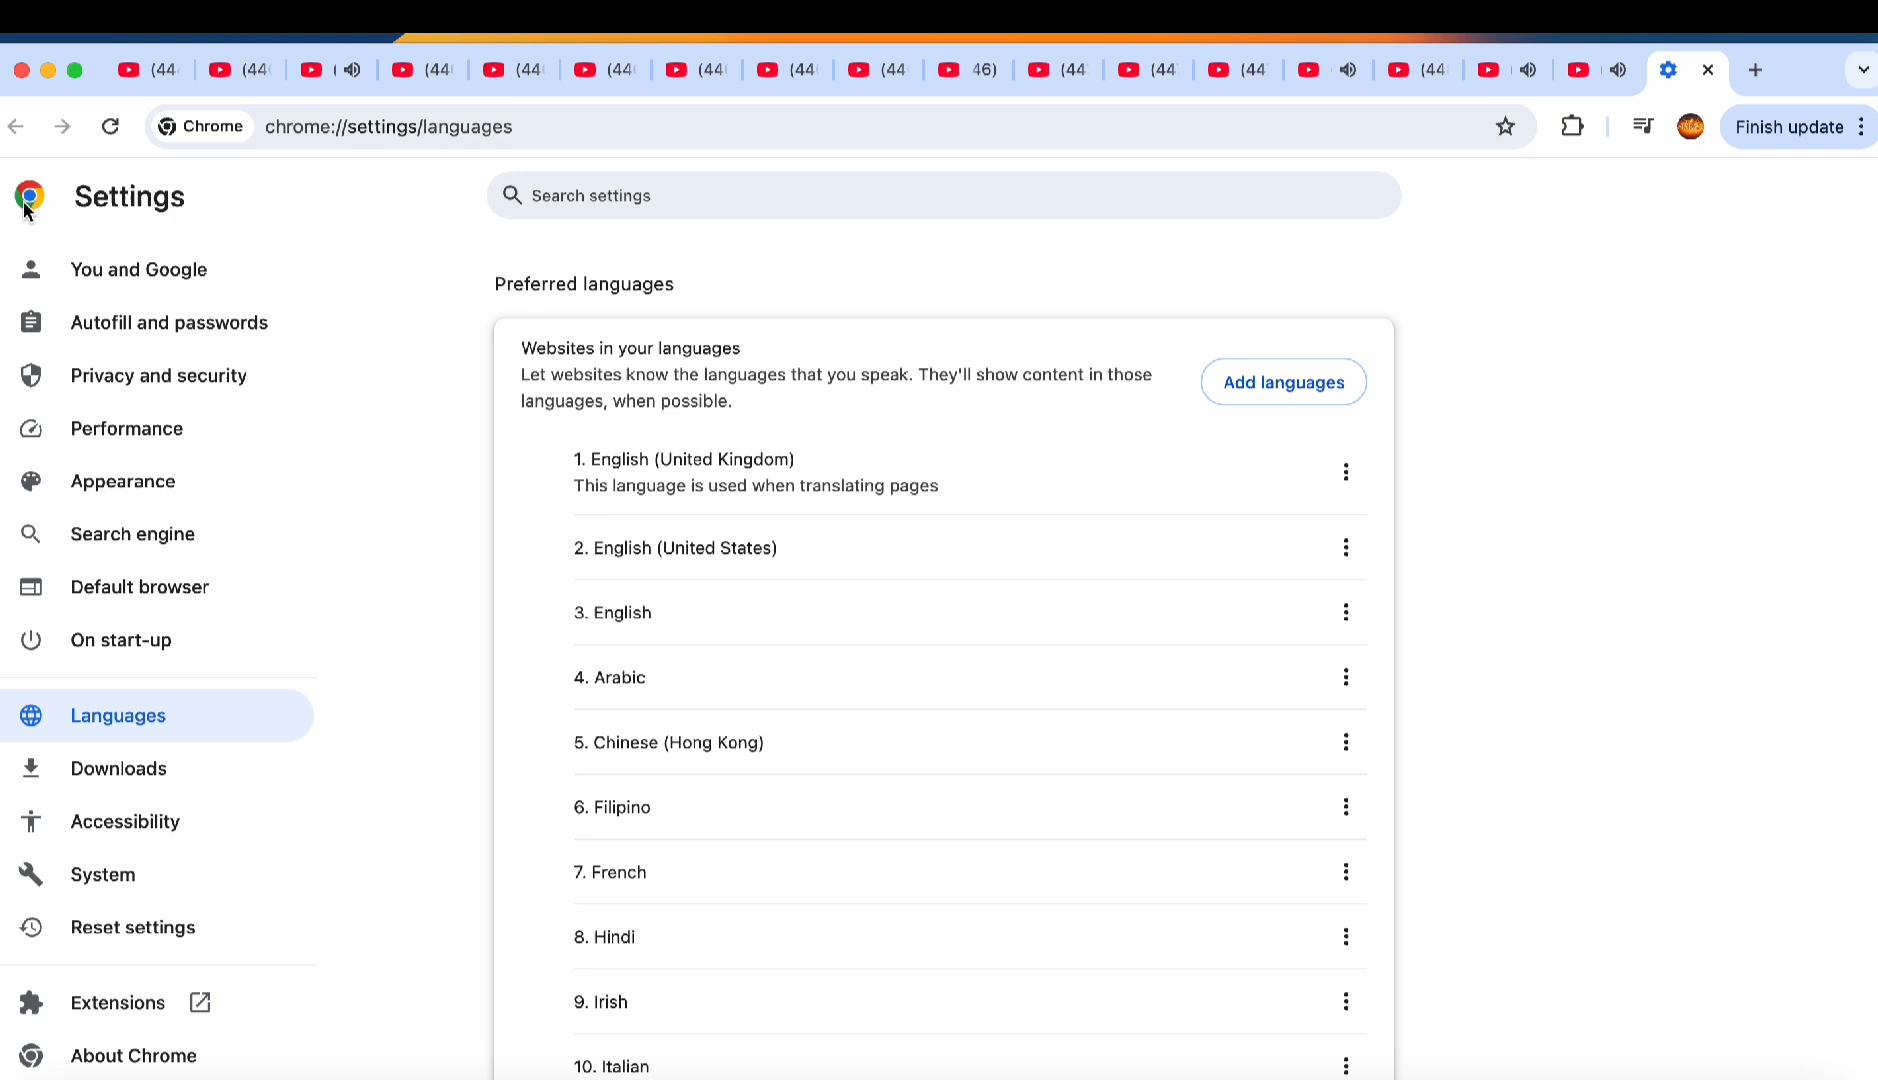 (44
(44
(
(44
(44
(44
(44
(44
(44
46)
(44
(44
(44
(44
Chrome
chrome://settings/languages
Finish update
Settings
Search settings
You and Google
Autofill and passwords
Privacy and security
Performance
Appearance
Search engine
Default browser
On start-up
Languages
Downloads
Accessibility
System
Reset settings
Extensions
About Chrome
Preferred languages
Websites in your languages
Let websites know the languages that you speak. They'll show content in those
languages, when possible.
Add languages
1. English (United Kingdom)
This language is used when translating pages
2. English (United States)
3. English
4. Arabic
5. Chinese (Hong Kong)
6. Filipino
7. French
8. Hindi
9. Irish
10. Italian